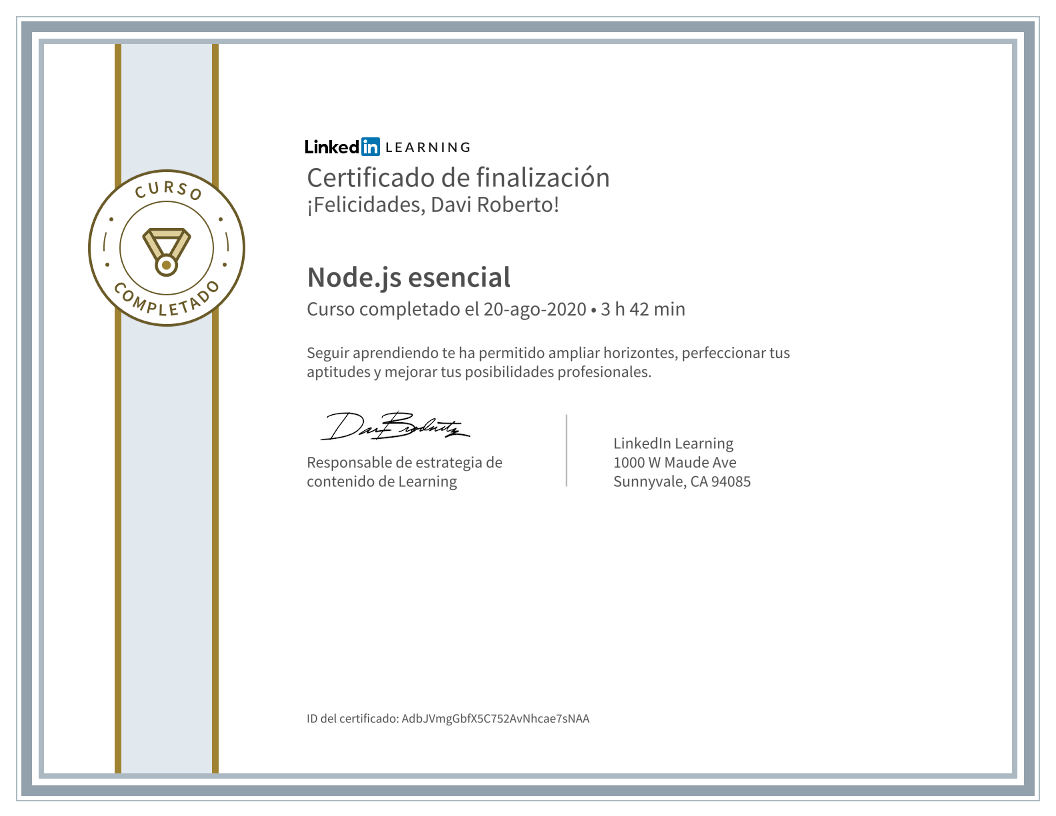 CURSO
COMPLETADO
Linkedin LEARNING
Certificado de finalización
¡Felicidades, Davi Roberto!
Node.js esencial
Curso completado el 20-ago-2020 • 3 h 42 min
Seguir aprendiendo te ha permitido ampliar horizontes, perfeccionar tus
aptitudes y mejorar tus posibilidades profesionales.
Responsable de estrategia de
contenido de Learning
LinkedIn Learning
1000 W Maude Ave
Sunnyvale, CA 94085
ID del certificado: AdbJVmgGbfX5C752AvNhcae7sNAA